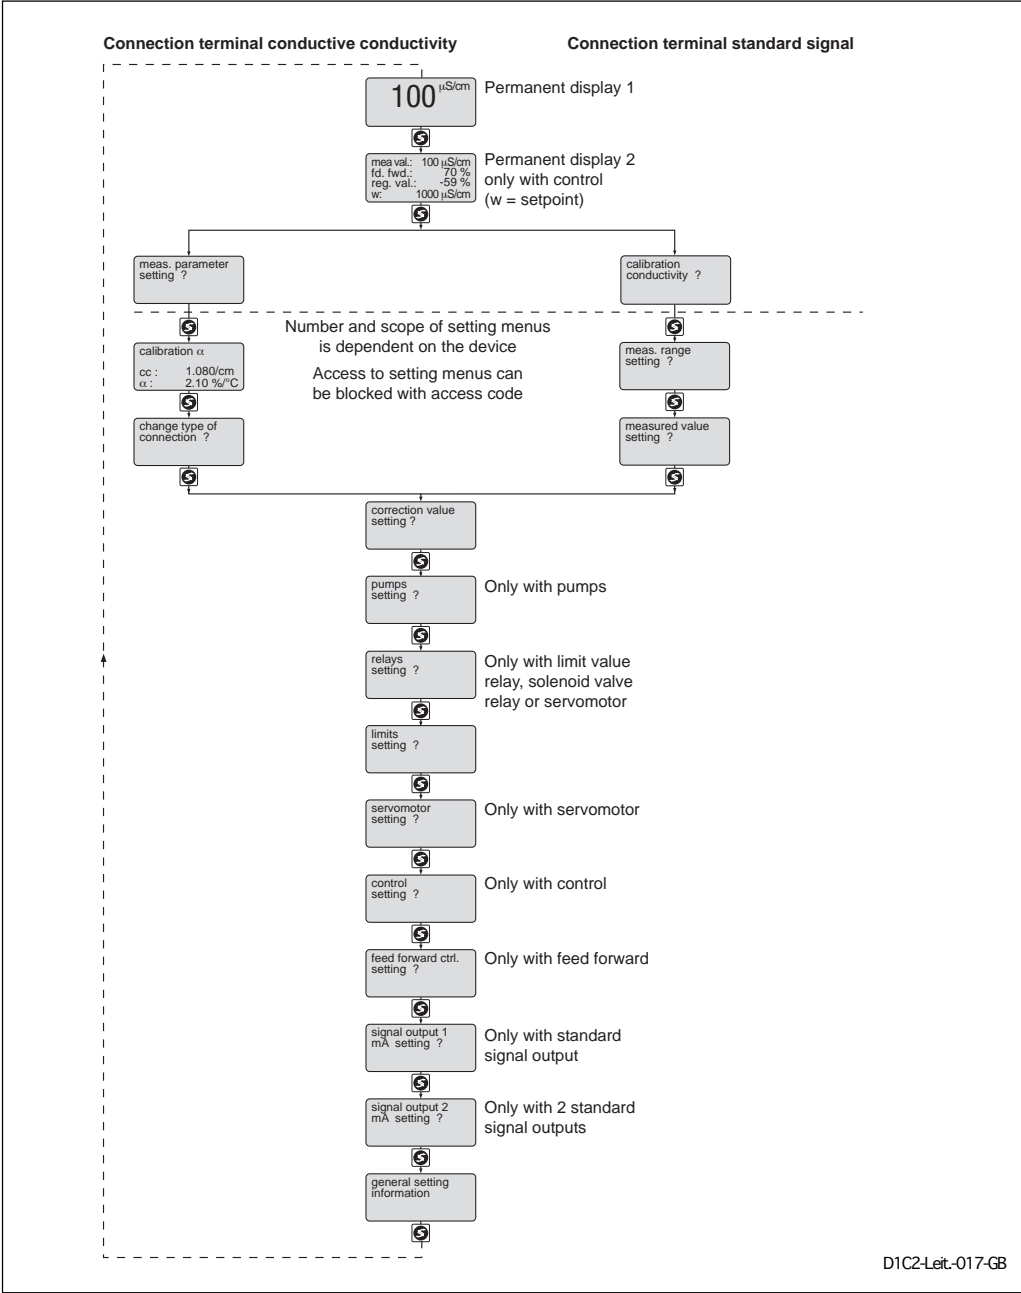 Connection terminal conductive conductivity
Connection terminal standard signal
100 µS/cm
Permanent display 1
S
mea val.: 100 µS/cm
fd. fwd.: 70 %
reg. val.: -59 %
w: 1000 µS/cm
Permanent display 2
only with control
(w = setpoint)
S
meas. parameter
setting ?
calibration
conductivity ?
S
S
Number and scope of setting menus
is dependent on the device
Access to setting menus can
be blocked with access code
calibration α
cc : 1.080/cm
α : 2.10 %/°C
meas. range
setting ?
S
S
change type of
connection ?
measured value
setting ?
S
S
correction value
setting ?
S
pumps
setting ?
Only with pumps
S
relays
setting ?
Only with limit value
relay, solenoid valve
relay or servomotor
S
limits
setting ?
S
servomotor
setting ?
Only with servomotor
S
control
setting ?
Only with control
S
feed forward ctrl.
setting ?
Only with feed forward
S
signal output 1
mA setting ?
Only with standard
signal output
S
signal output 2
mA setting ?
Only with 2 standard
signal outputs
S
general setting
information
S
D1C2-Leit.-017-GB